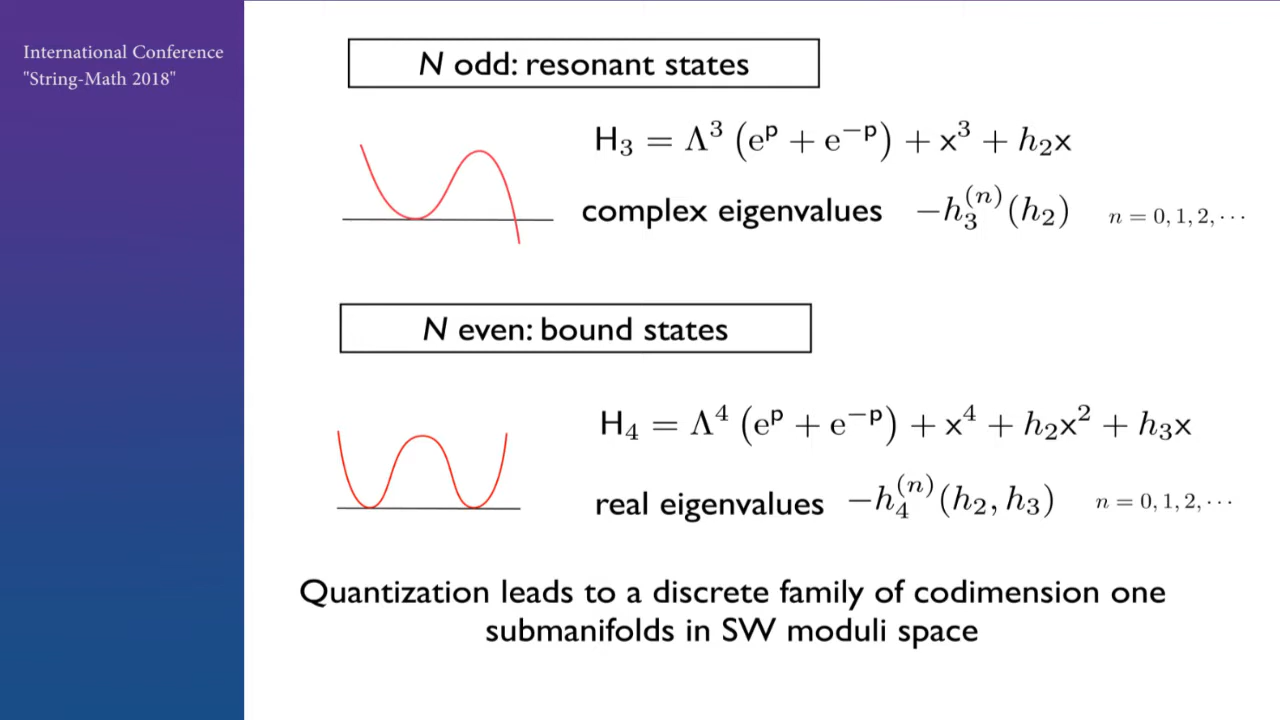 International Conference
"String-Math 2018"
N odd: resonant states
H₃ = Λ³ (eᵖ + e⁻ᵖ) + x³ + h₂x
complex eigenvalues −h₃⁽ⁿ⁾(h₂) n = 0, 1, 2, ⋯
N even: bound states
H₄ = Λ⁴ (eᵖ + e⁻ᵖ) + x⁴ + h₂x² + h₃x
real eigenvalues −h₄⁽ⁿ⁾(h₂, h₃) n = 0, 1, 2, ⋯
Quantization leads to a discrete family of codimension one
submanifolds in SW moduli space